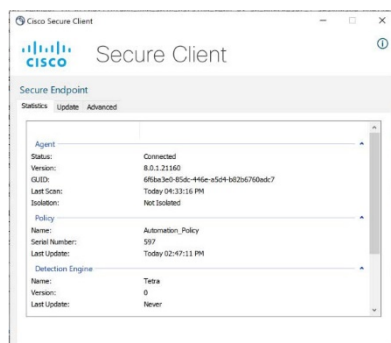 Cisco Secure Client
CISCO
Secure Client
Secure Endpoint
Statistics Update Advanced
Agent
Status: Connected
Version: 8.0.1.21160
GUID: 6f6ba3e0-85dc-446e-a5d4-b82b6760adc7
Last Scan: Today 04:33:16 PM
Isolation: Not Isolated
Policy
Name: Automation_Policy
Serial Number: 597
Last Update: Today 02:47:11 PM
Detection Engine
Name: Tetra
Version: 0
Last Update: Never